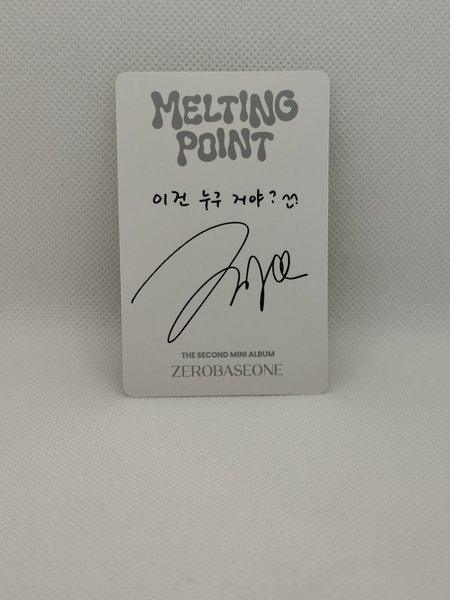 MELTING
POINT
이건 누구 거야?
THE SECOND MINI ALBUM
ZEROBASEONE